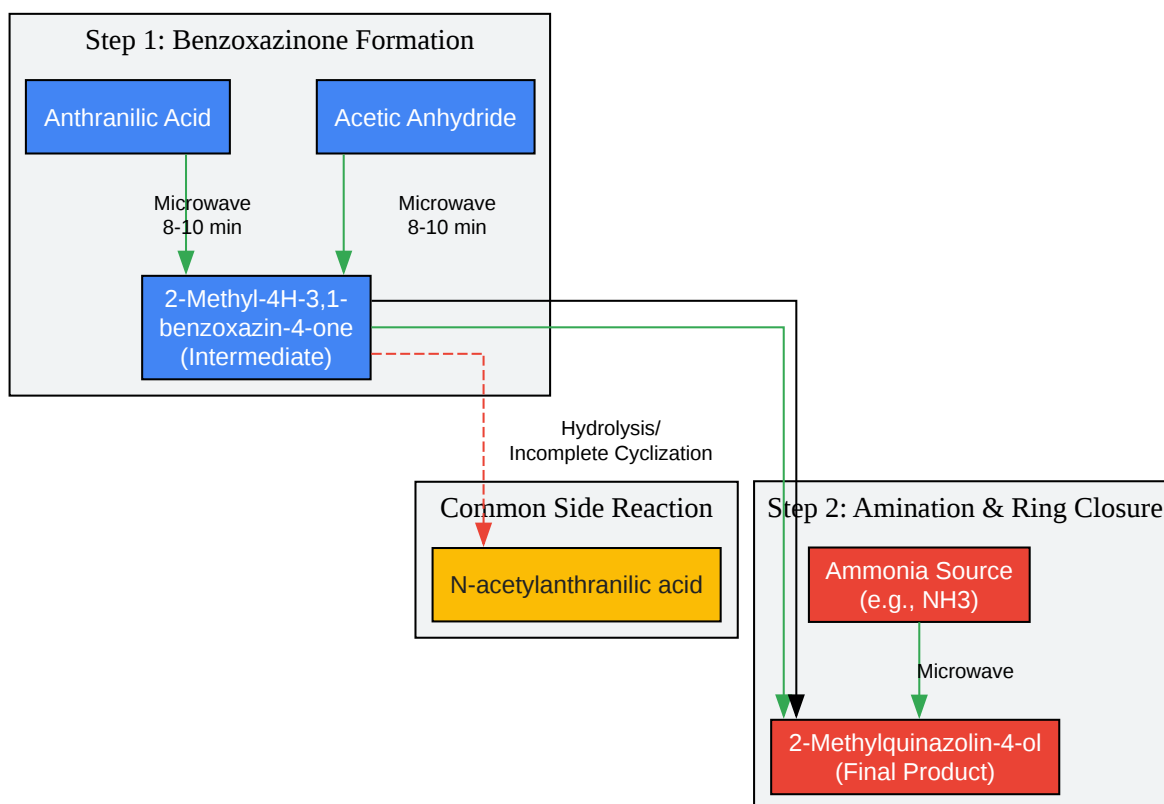 Step 1: Benzoxazinone Formation
Anthranilic Acid
Acetic Anhydride
Microwave
8-10 min
Microwave
8-10 min
2-Methyl-4H-3,1-
benzoxazin-4-one
(Intermediate)
Hydrolysis/
Incomplete Cyclization
Common Side Reaction
N-acetylanthranilic acid
Step 2: Amination & Ring Closure
Ammonia Source
(e.g., NH3)
Microwave
2-Methylquinazolin-4-ol
(Final Product)